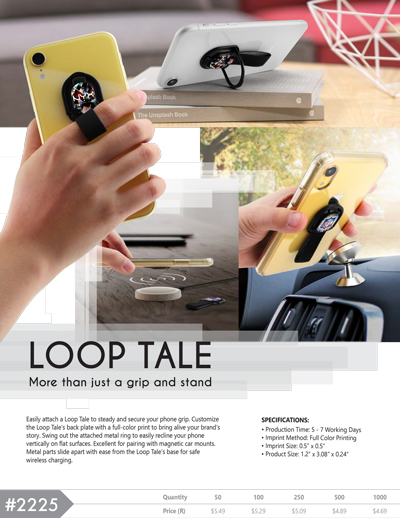 Unsplash Book
The Unsplash Book
LOOP TALE
More than just a grip and stand
Easily attach a Loop Tale to steady and secure your phone grip. Customize
the Loop Tale's back plate with a full-color print to bring alive your brand's
story. Swing out the attached metal ring to easily recline your phone
vertically on flat surfaces. Excellent for pairing with magnetic car mounts.
Metal parts slide apart with ease from the Loop Tale's base for safe
wireless charging.
SPECIFICATIONS:
• Production Time: 5 - 7 Working Days
• Imprint Method: Full Color Printing
• Imprint Size: 0.5" x 0.5"
• Product Size: 1.2" x 3.08" x 0.24"
#2225
Quantity 50 100 250 500 1000
Price (R) $5.49 $5.29 $5.09 $4.89 $4.69